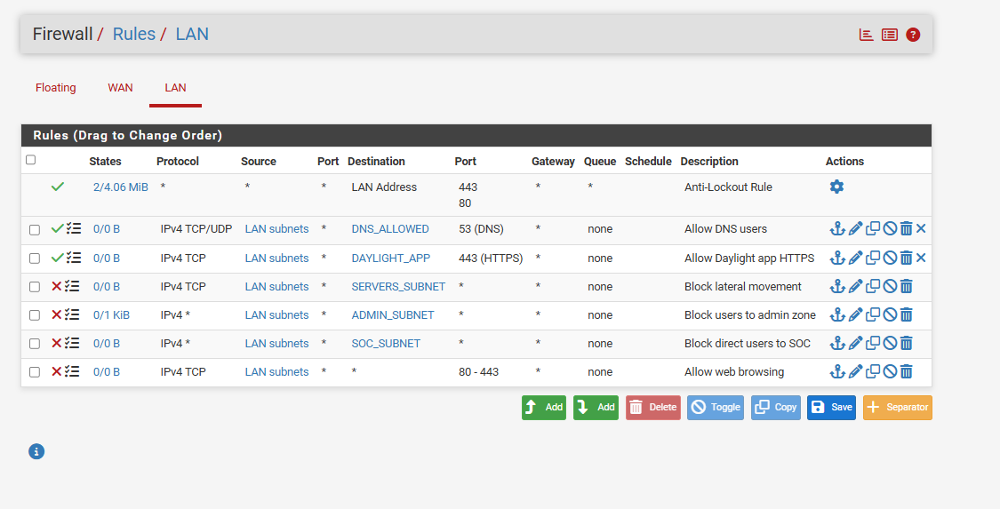 Firewall / Rules / LAN
Floating WAN LAN
Rules (Drag to Change Order)
States Protocol Source Port Destination Port Gateway Queue Schedule Description Actions
2/4.06 MiB * * * LAN Address 443 * * Anti-Lockout Rule
80
0/0 B IPv4 TCP/UDP LAN subnets * DNS_ALLOWED 53 (DNS) * none Allow DNS users
0/0 B IPv4 TCP LAN subnets * DAYLIGHT_APP 443 (HTTPS) * none Allow Daylight app HTTPS
0/0 B IPv4 TCP LAN subnets * SERVERS_SUBNET * * none Block lateral movement
0/1 KiB IPv4 * LAN subnets * ADMIN_SUBNET * * none Block users to admin zone
0/0 B IPv4 * LAN subnets * SOC_SUBNET * * none Block direct users to SOC
0/0 B IPv4 TCP LAN subnets * * 80 - 443 * none Allow web browsing
Add Add Delete Toggle Copy Save Separator